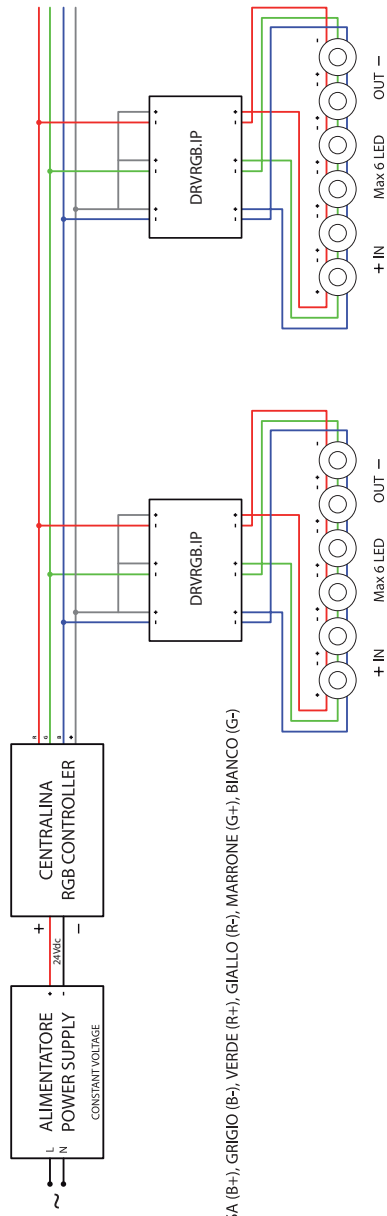 ~
L
N
ALIMENTATORE
POWER SUPPLY
CONSTANT VOLTAGE
+
-
24Vdc
+
−
CENTRALINA
RGB CONTROLLER
R
G
B
+
DRVRGB.IP
+ IN Max 6 LED OUT −
DRVRGB.IP
+ IN Max 6 LED OUT −
SA (B+), GRIGIO (B-), VERDE (R+), GIALLO (R-), MARRONE (G+), BIANCO (G-)